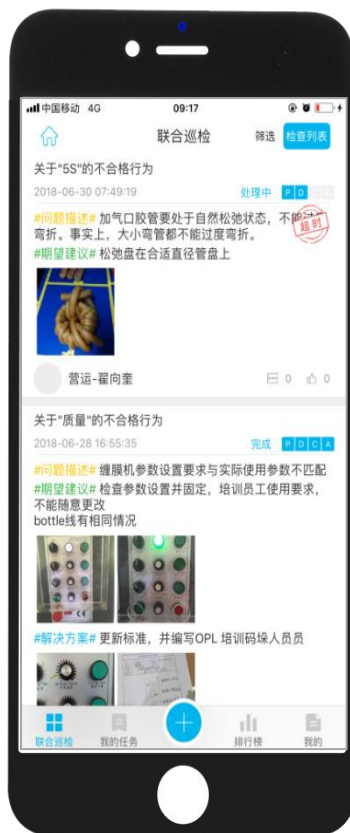 中国移动 4G 09:17
联合巡检 筛选 检查列表
关于"5S"的不合格行为
2018-06-30 07:49:19 处理中 P D
#问题描述# 加气口胶管要处于自然松弛状态，不能
超时
弯折。事实上，大小弯管都不能过度弯折。
#期望建议# 松弛盘在合适直径管盘上
营运-翟向奎 0 0
关于"质量"的不合格行为
2018-06-28 16:55:35 完成 P D C A
#问题描述# 缠膜机参数设置要求与实际使用参数不匹配
#期望建议# 检查参数设置并固定，培训员工使用要求，
不能随意更改
bottle线有相同情况
#解决方案# 更新标准，并编写OPL 培训码垛人员员
联合巡检 我的任务 排行榜 我的